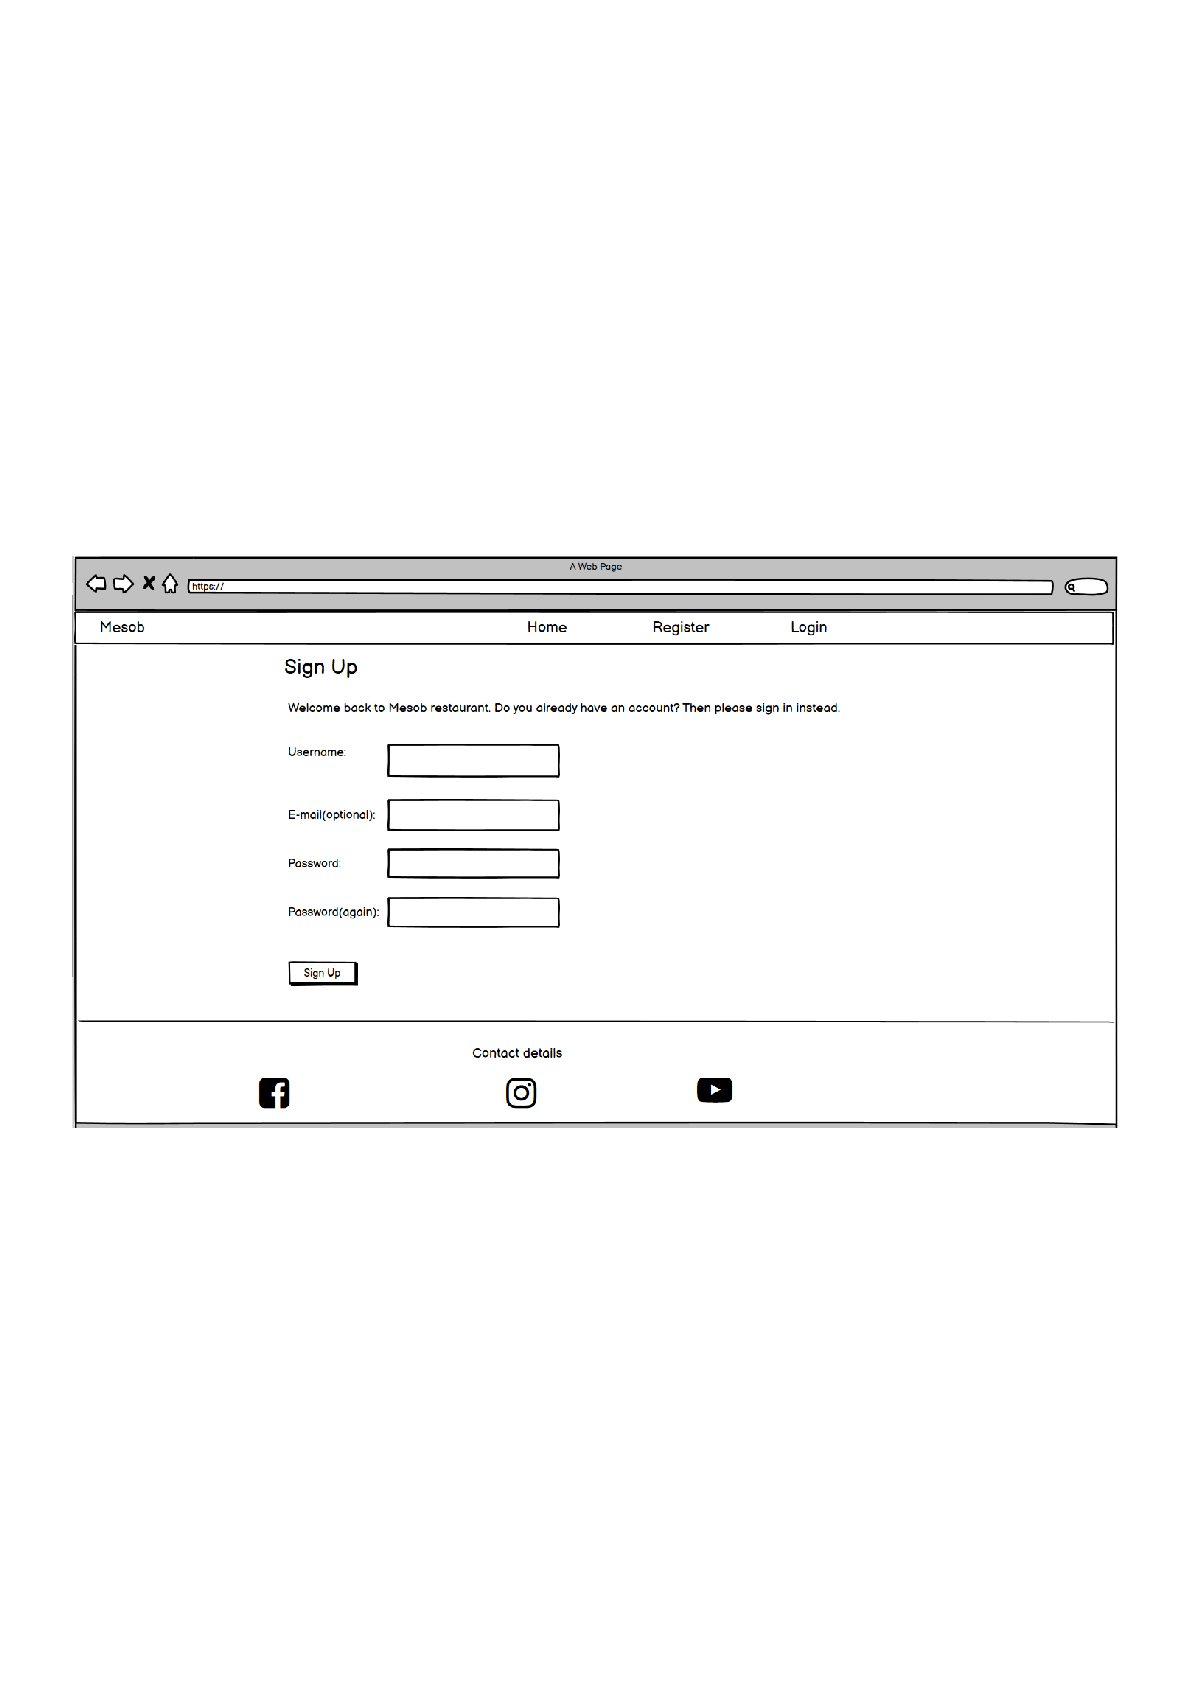 A Web Page
https://
Mesob Home Register Login
Sign Up
Welcome back to Mesob restaurant. Do you already have an account? Then please sign in instead.
Username:
E-mail(optional):
Password:
Password(again):
Sign Up
Contact details